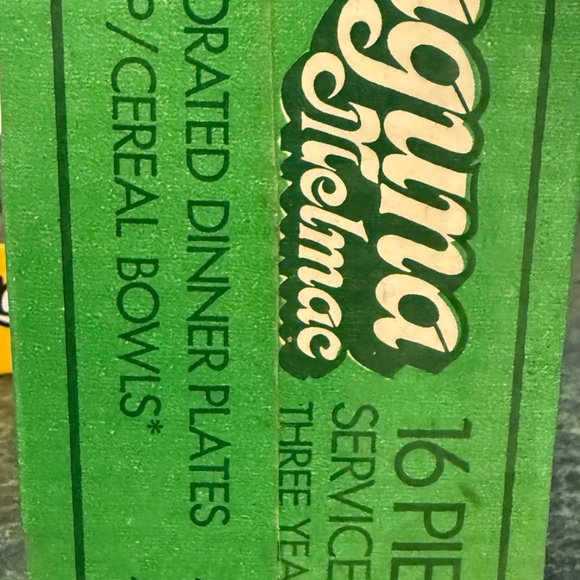 guna
Melmac
16 PIE
SERVICE
THREE YEA
ORATED DINNER PLATES
P/CEREAL BOWLS*